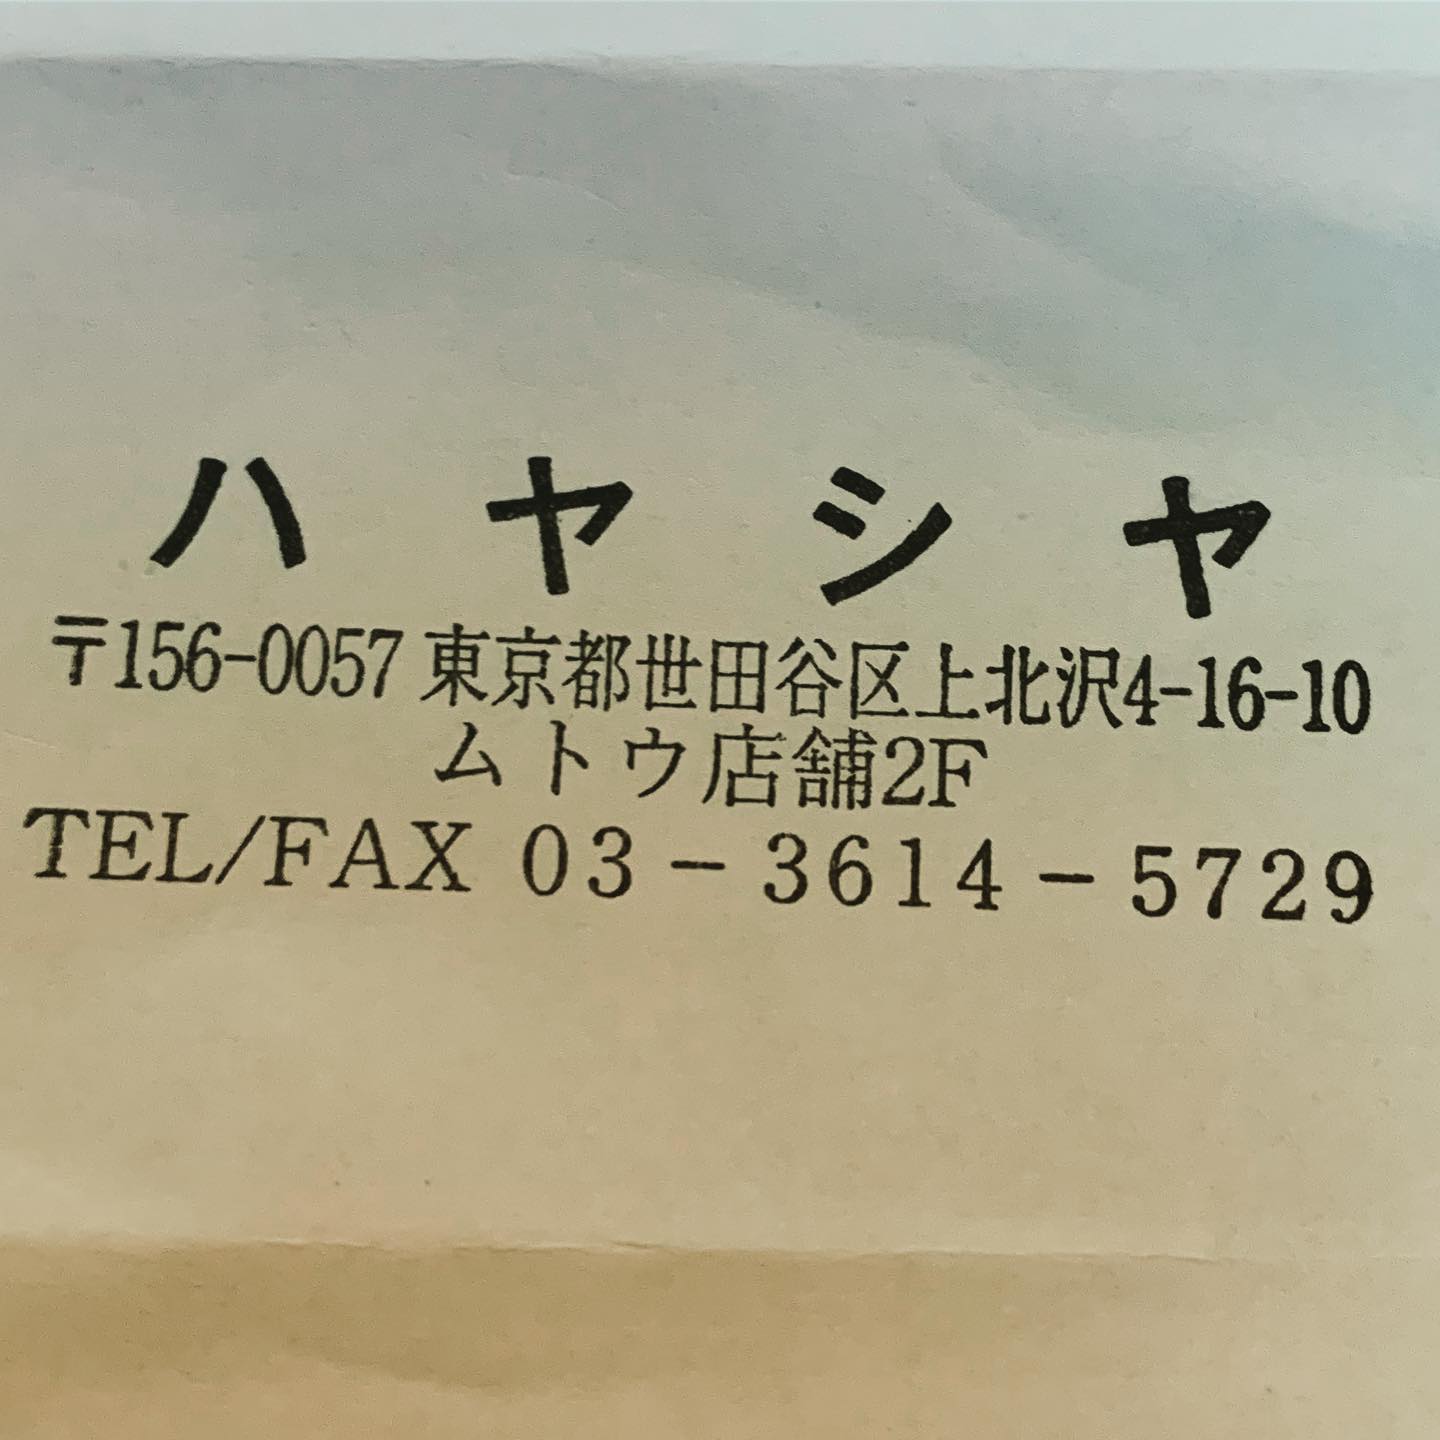 ハヤシヤ
〒156-0057 東京都世田谷区上北沢4-16-10
ムトウ店舗2F
TEL/FAX 03-3614-5729